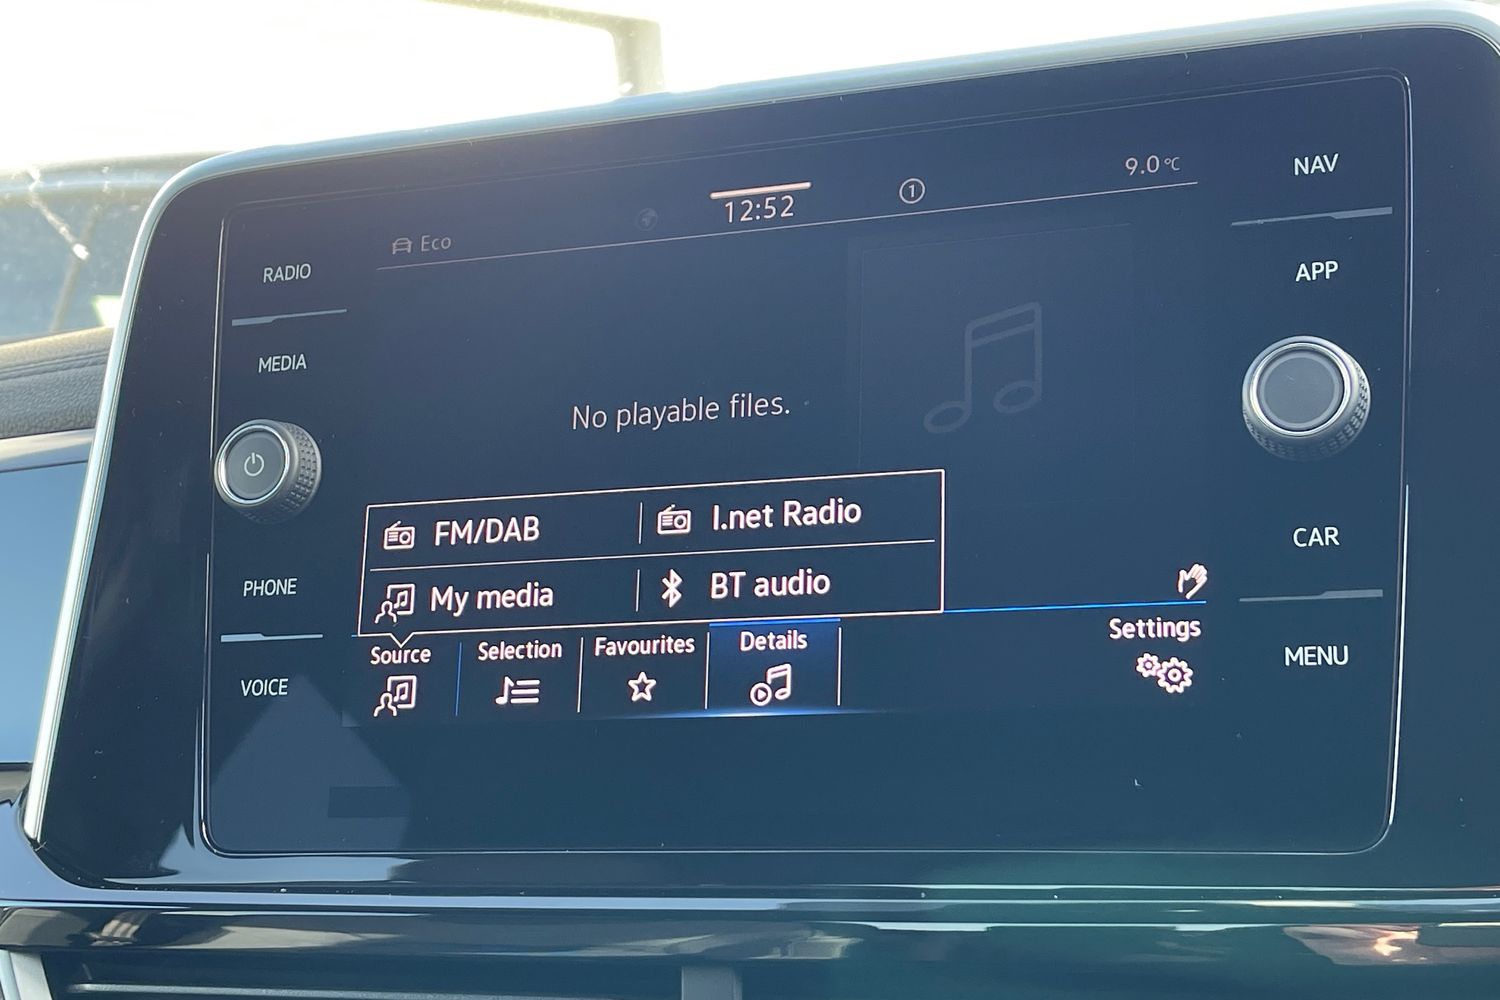 NAV
9.0 °C
1
12:52
Eco
RADIO
APP
MEDIA
No playable files.
FM/DAB
I.net Radio
CAR
PHONE
My media
BT audio
Source
Selection
Favourites
Details
Settings
VOICE
MENU